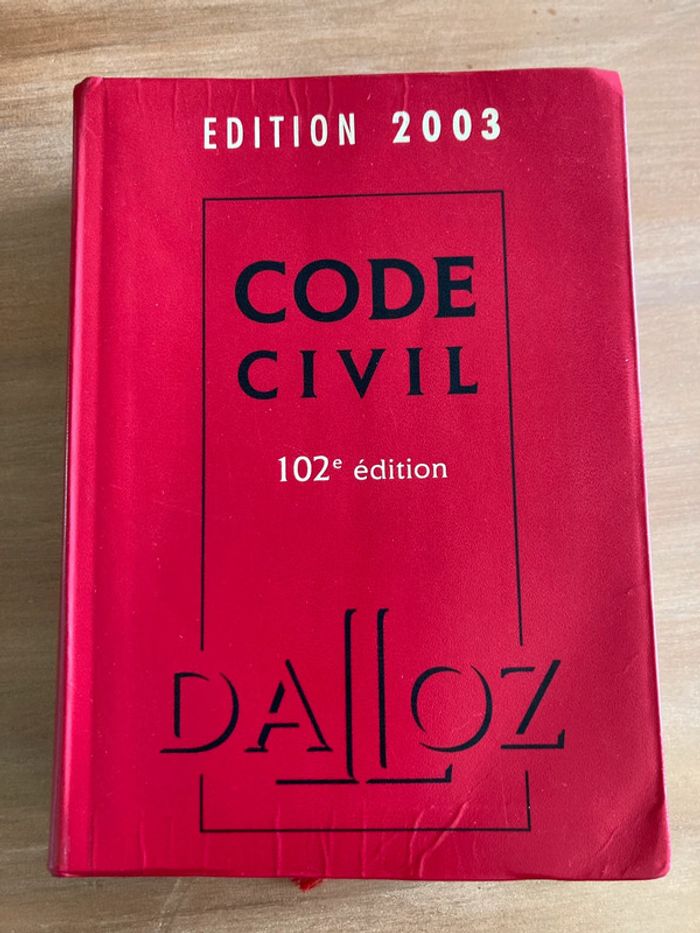 EDITION 2003
CODE
CIVIL
102e édition
DALLOZ